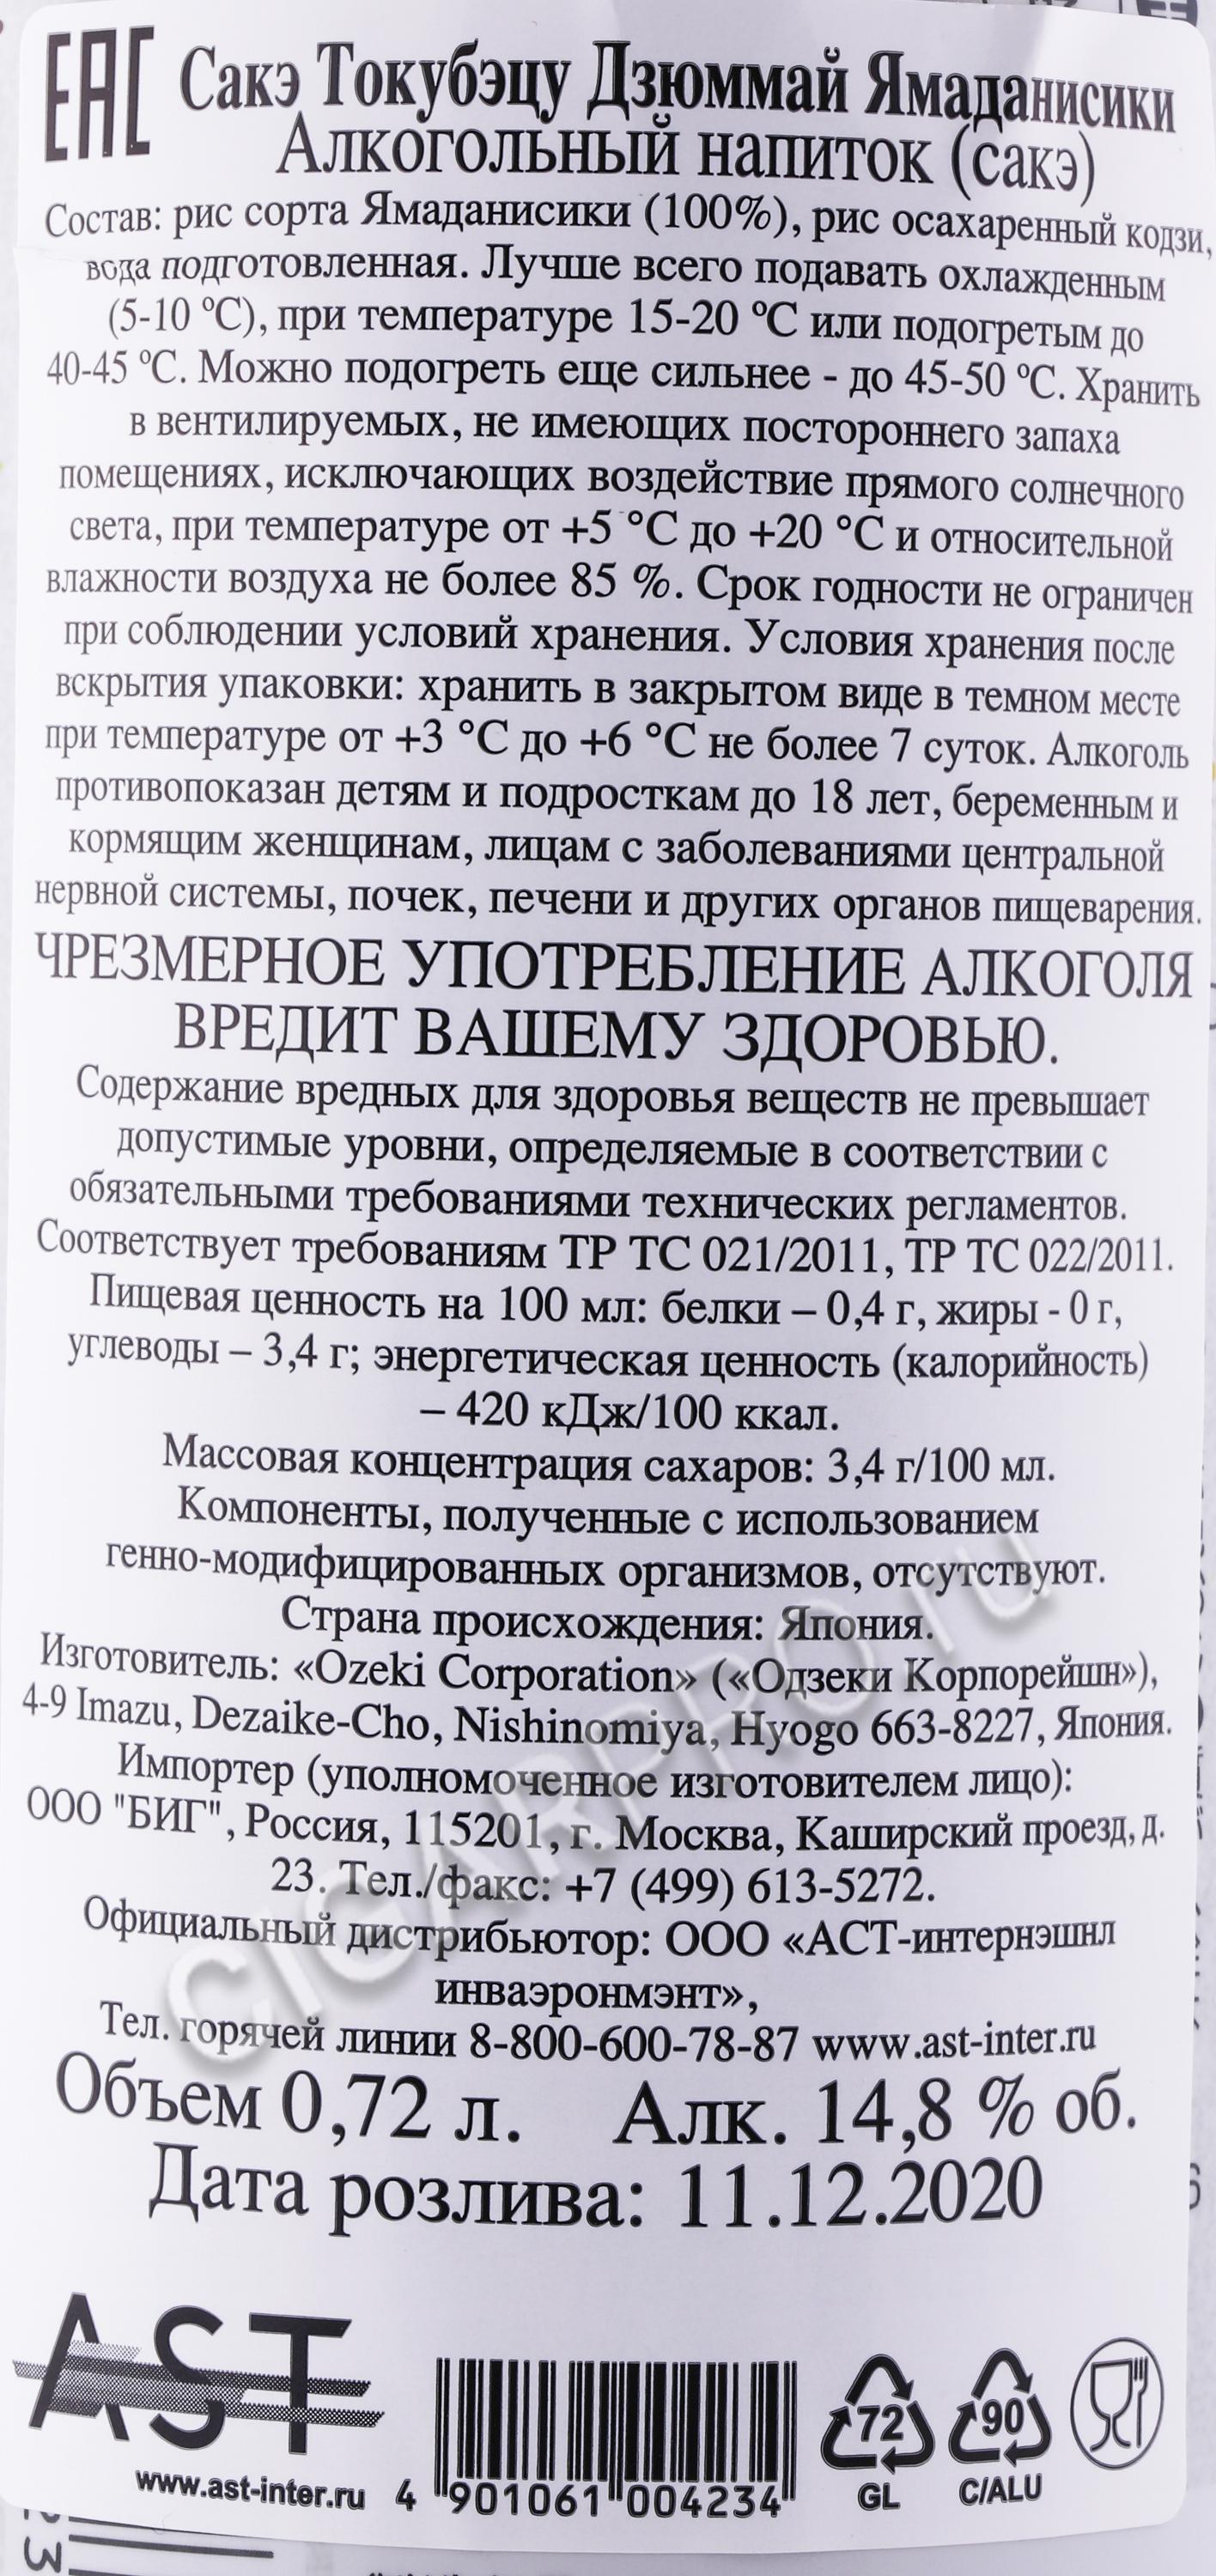 EAC Сакэ Токубэцу Дзюммай Ямаданисики
Алкогольный напиток (сакэ)
Состав: рис сорта Ямаданисики (100%), рис осахаренный кодзи,
вода подготовленная. Лучше всего подавать охлажденным
(5-10 ºC), при температуре 15-20 ºC или подогретым до
40-45 ºC. Можно подогреть еще сильнее - до 45-50 ºC. Хранить
в вентилируемых, не имеющих постороннего запаха
помещениях, исключающих воздействие прямого солнечного
света, при температуре от +5 °C до +20 °C и относительной
влажности воздуха не более 85 %. Срок годности не ограничен
при соблюдении условий хранения. Условия хранения после
вскрытия упаковки: хранить в закрытом виде в темном месте
при температуре от +3 °C до +6 °C не более 7 суток. Алкоголь
противопоказан детям и подросткам до 18 лет, беременным и
кормящим женщинам, лицам с заболеваниями центральной
нервной системы, почек, печени и других органов пищеварения.
ЧРЕЗМЕРНОЕ УПОТРЕБЛЕНИЕ АЛКОГОЛЯ
ВРЕДИТ ВАШЕМУ ЗДОРОВЬЮ.
Содержание вредных для здоровья веществ не превышает
допустимые уровни, определяемые в соответствии с
обязательными требованиями технических регламентов.
Соответствует требованиям ТР ТС 021/2011, ТР ТС 022/2011.
Пищевая ценность на 100 мл: белки – 0,4 г, жиры - 0 г,
углеводы – 3,4 г; энергетическая ценность (калорийность)
– 420 кДж/100 ккал.
Массовая концентрация сахаров: 3,4 г/100 мл.
Компоненты, полученные с использованием
генно-модифицированных организмов, отсутствуют.
Страна происхождения: Япония.
Изготовитель: «Ozeki Corporation» («Одзеки Корпорейшн»),
4-9 Imazu, Dezaike-Cho, Nishinomiya, Hyogo 663-8227, Япония.
Импортер (уполномоченное изготовителем лицо):
ООО "БИГ", Россия, 115201, г. Москва, Каширский проезд, д.
23. Тел./факс: +7 (499) 613-5272.
Официальный дистрибьютор: ООО «АСТ-интернэшнл
инваэронмэнт»,
Тел. горячей линии 8-800-600-78-87 www.ast-inter.ru
Объем 0,72 л. Алк. 14,8 % об.
Дата розлива: 11.12.2020
AST
www.ast-inter.ru
4 901061 004234
72
GL
90
C/ALU
CIGARPRO.ru